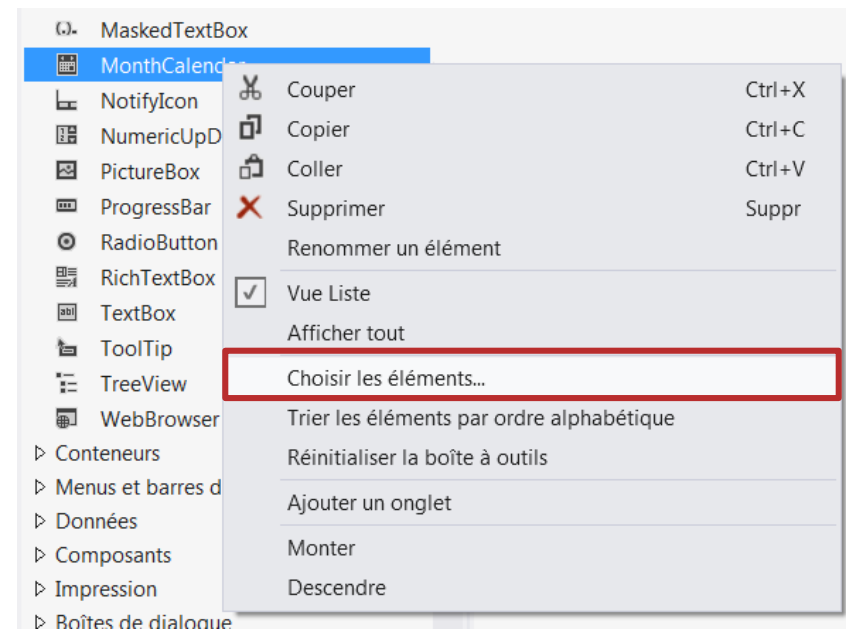 MaskedTextBox
MonthCalendar
NotifyIcon
NumericUpD
PictureBox
ProgressBar
RadioButton
RichTextBox
TextBox
ToolTip
TreeView
WebBrowser
Conteneurs
Menus et barres d
Données
Composants
Impression
Boîtes de dialogue
Couper Ctrl+X
Copier Ctrl+C
Coller Ctrl+V
Supprimer Suppr
Renommer un élément
Vue Liste
Afficher tout
Choisir les éléments...
Trier les éléments par ordre alphabétique
Réinitialiser la boîte à outils
Ajouter un onglet
Monter
Descendre